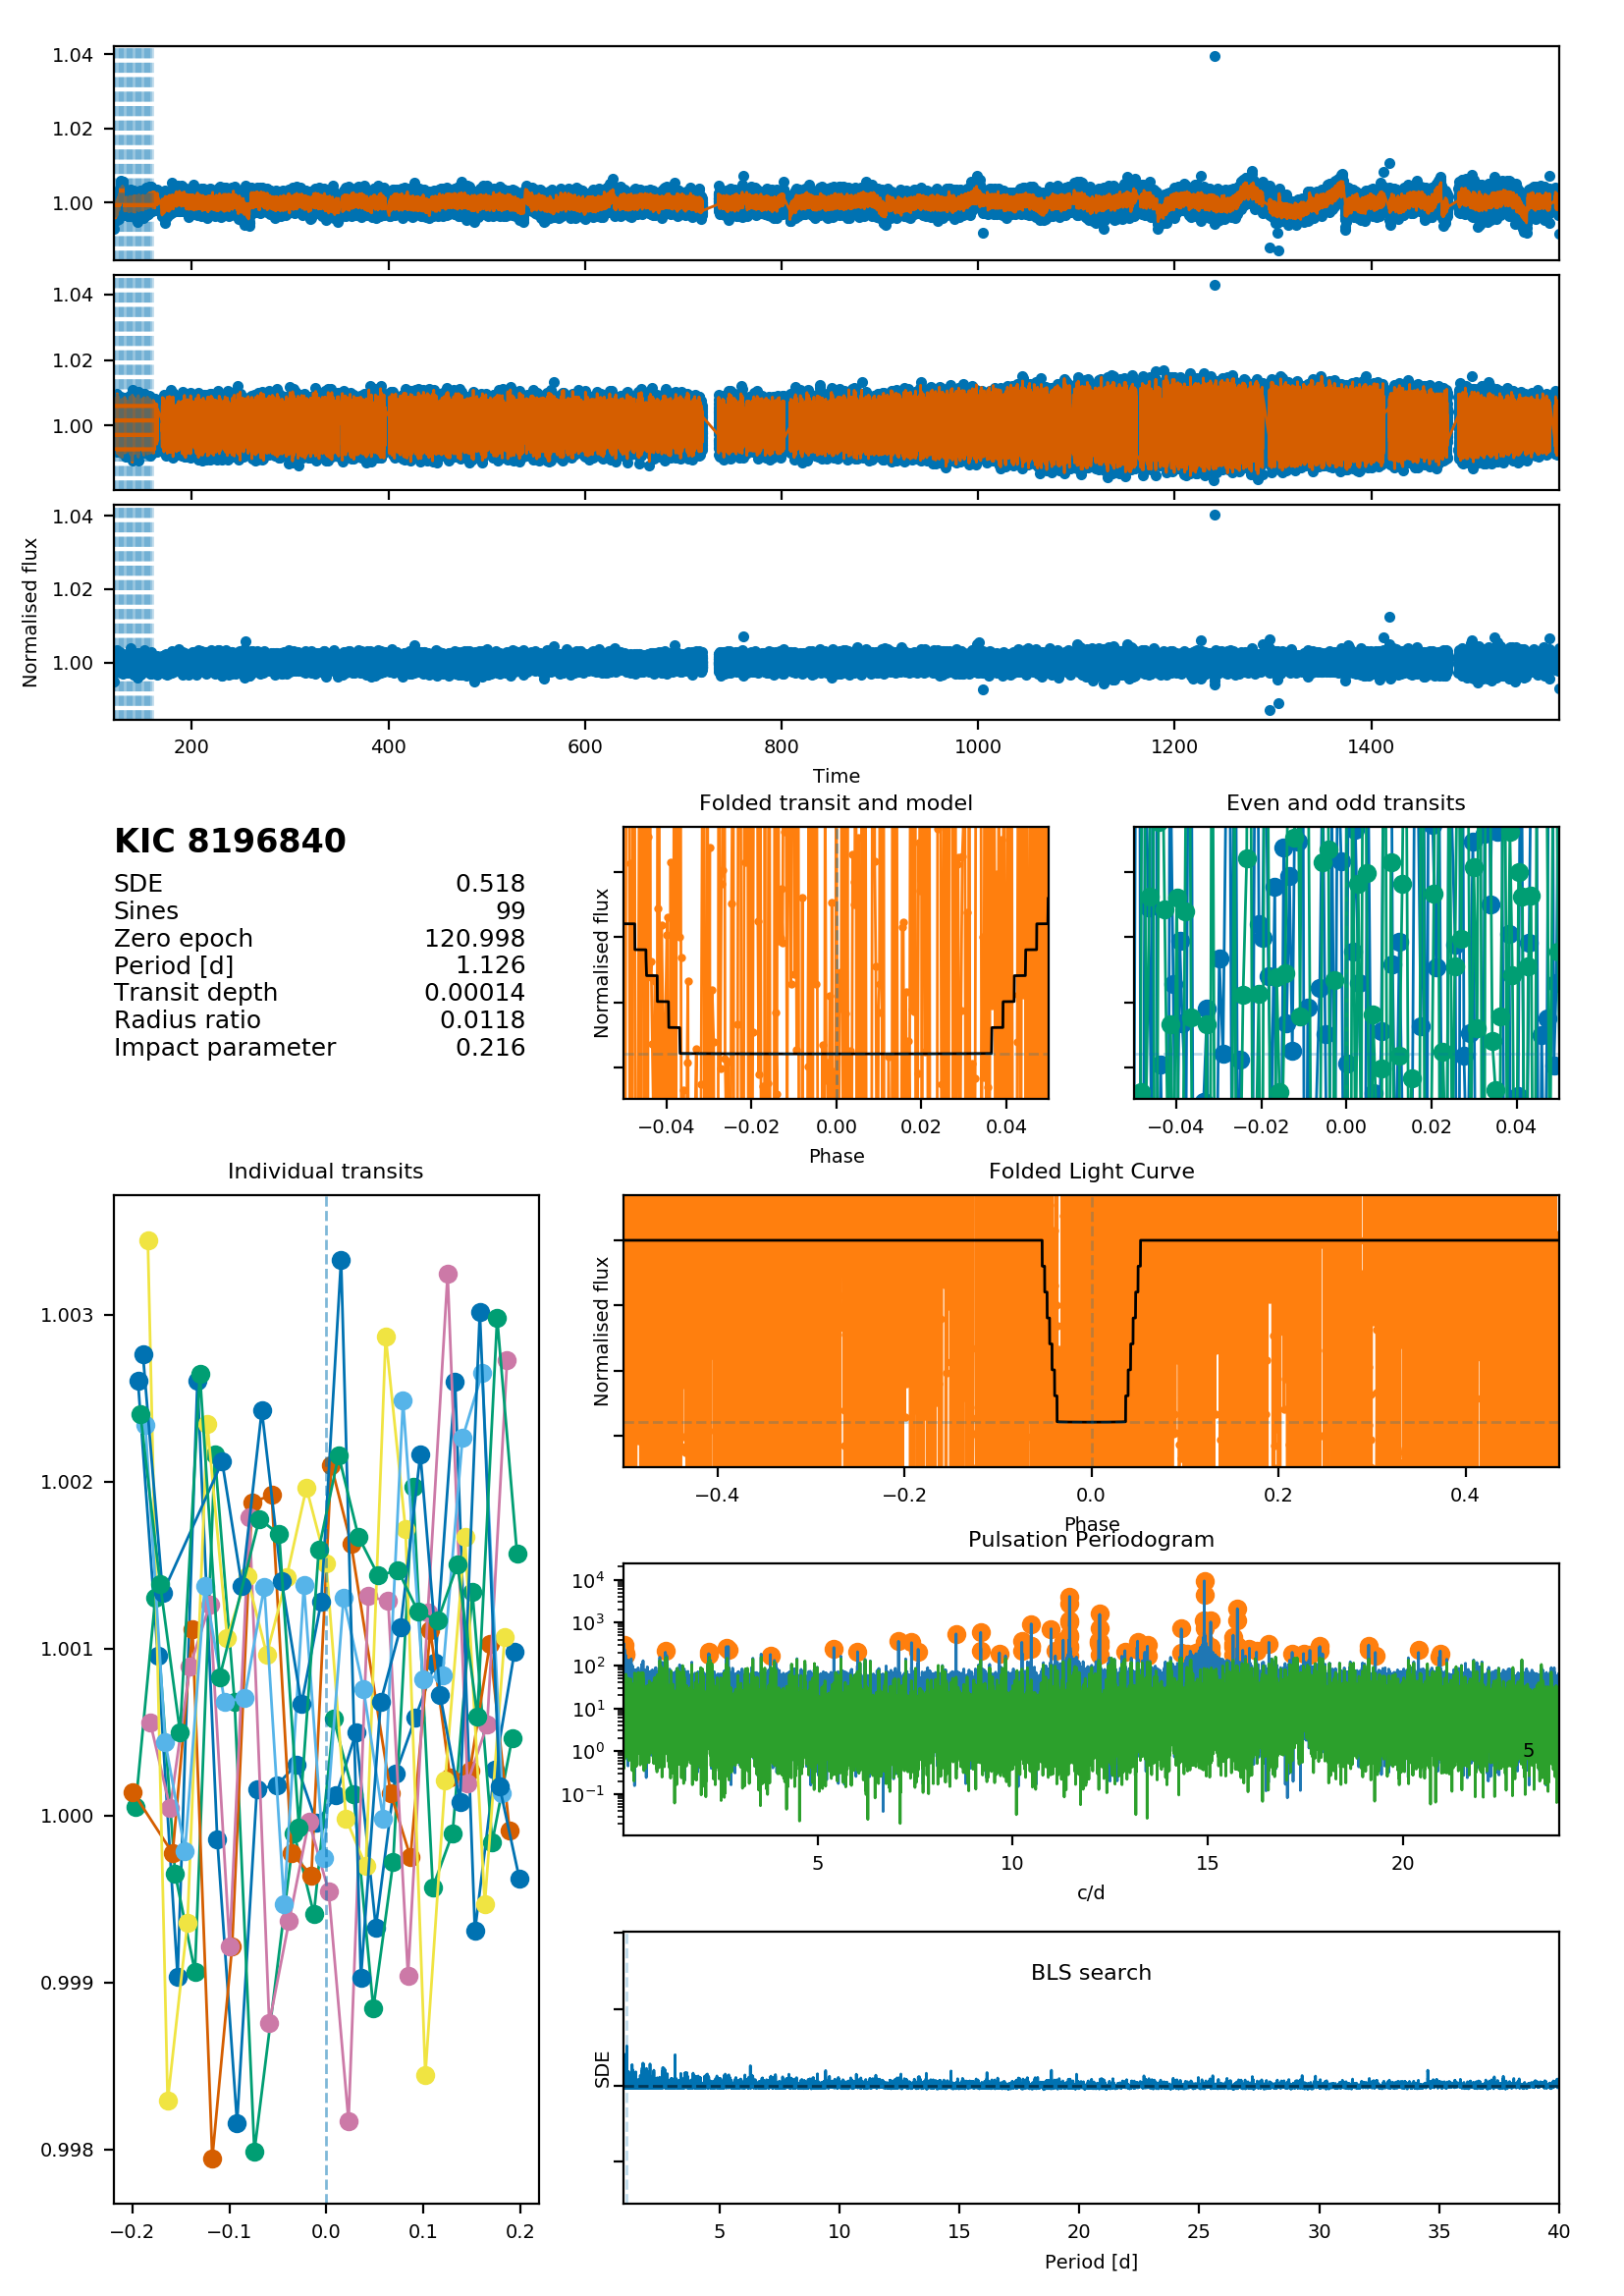 1.04
1.02
1.00
1.04
1.02
1.00
1.04
1.02
1.00
Normalised flux
200 400 600 800 1000 1200 1400
Time
KIC 8196840
SDE 0.518
Sines 99
Zero epoch 120.998
Period [d] 1.126
Transit depth 0.00014
Radius ratio 0.0118
Impact parameter 0.216
Folded transit and model
Normalised flux
−0.04 −0.02 0.00 0.02 0.04
Phase
Even and odd transits
−0.04 −0.02 0.00 0.02 0.04
Individual transits
1.003
1.002
1.001
1.000
0.999
0.998
−0.2 −0.1 0.0 0.1 0.2
Folded Light Curve
Normalised flux
−0.4 −0.2 0.0 0.2 0.4
Phase
Pulsation Periodogram
10⁴
10³
10²
10¹
10⁰
10⁻¹
5
5 10 15 20
c/d
BLS search
SDE
5 10 15 20 25 30 35 40
Period [d]